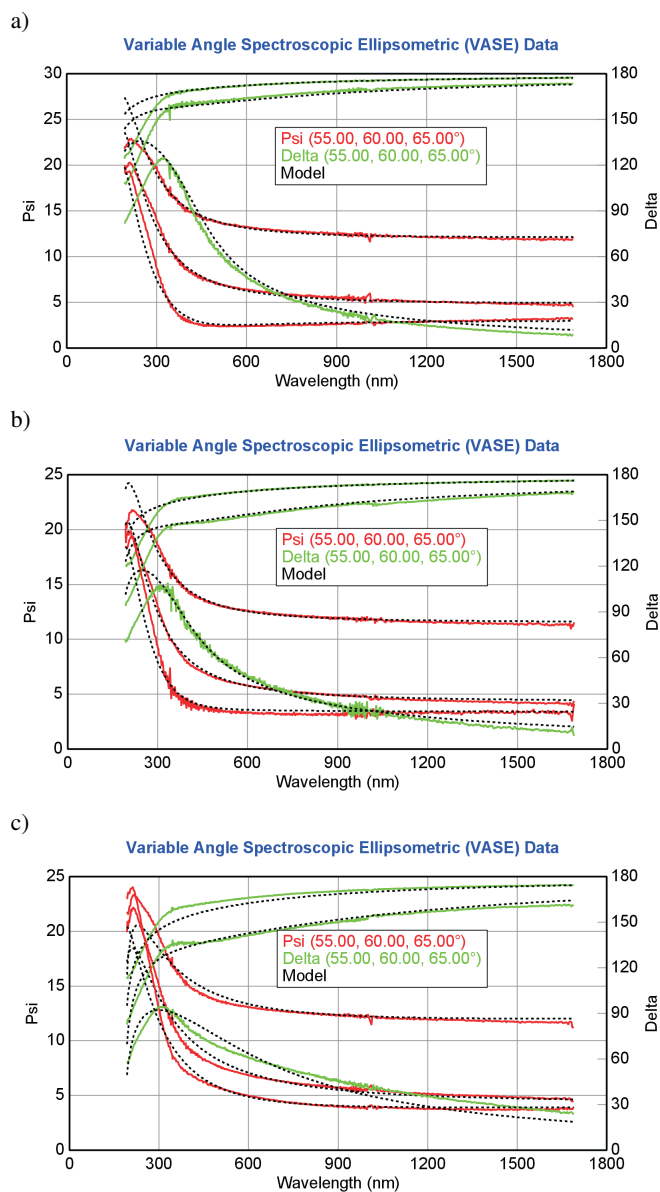 a)
Variable Angle Spectroscopic Ellipsometric (VASE) Data
30
25
20
15
10
5
0
Psi
180
150
120
90
60
30
0
Delta
Psi (55.00, 60.00, 65.00°)
Delta (55.00, 60.00, 65.00°)
Model
0 300 600 900 1200 1500 1800
Wavelength (nm)
b)
Variable Angle Spectroscopic Ellipsometric (VASE) Data
25
20
15
10
5
0
Psi
180
150
120
90
60
30
0
Delta
Psi (55.00, 60.00, 65.00°)
Delta (55.00, 60.00, 65.00°)
Model
0 300 600 900 1200 1500 1800
Wavelength (nm)
c)
Variable Angle Spectroscopic Ellipsometric (VASE) Data
25
20
15
10
5
0
Psi
180
150
120
90
60
30
0
Delta
Psi (55.00, 60.00, 65.00°)
Delta (55.00, 60.00, 65.00°)
Model
0 300 600 900 1200 1500 1800
Wavelength (nm)